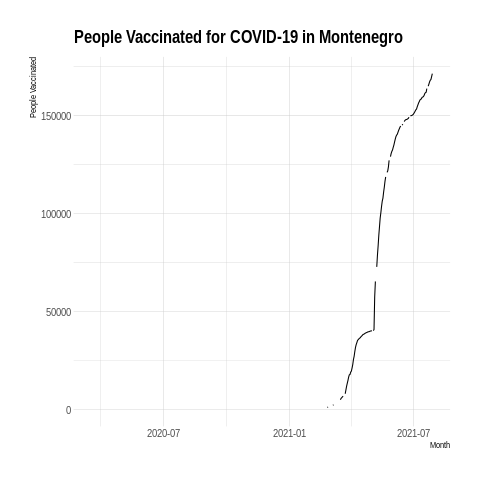 People Vaccinated for COVID-19 in Montenegro
People Vaccinated
150000
100000
50000
0
2020-07
2021-01
2021-07
Month